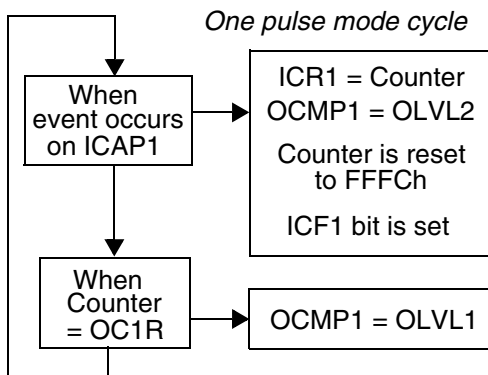 One pulse mode cycle
When
event occurs
on ICAP1
ICR1 = Counter
OCMP1 = OLVL2
Counter is reset
to FFFCh
ICF1 bit is set
When
Counter
= OC1R
OCMP1 = OLVL1